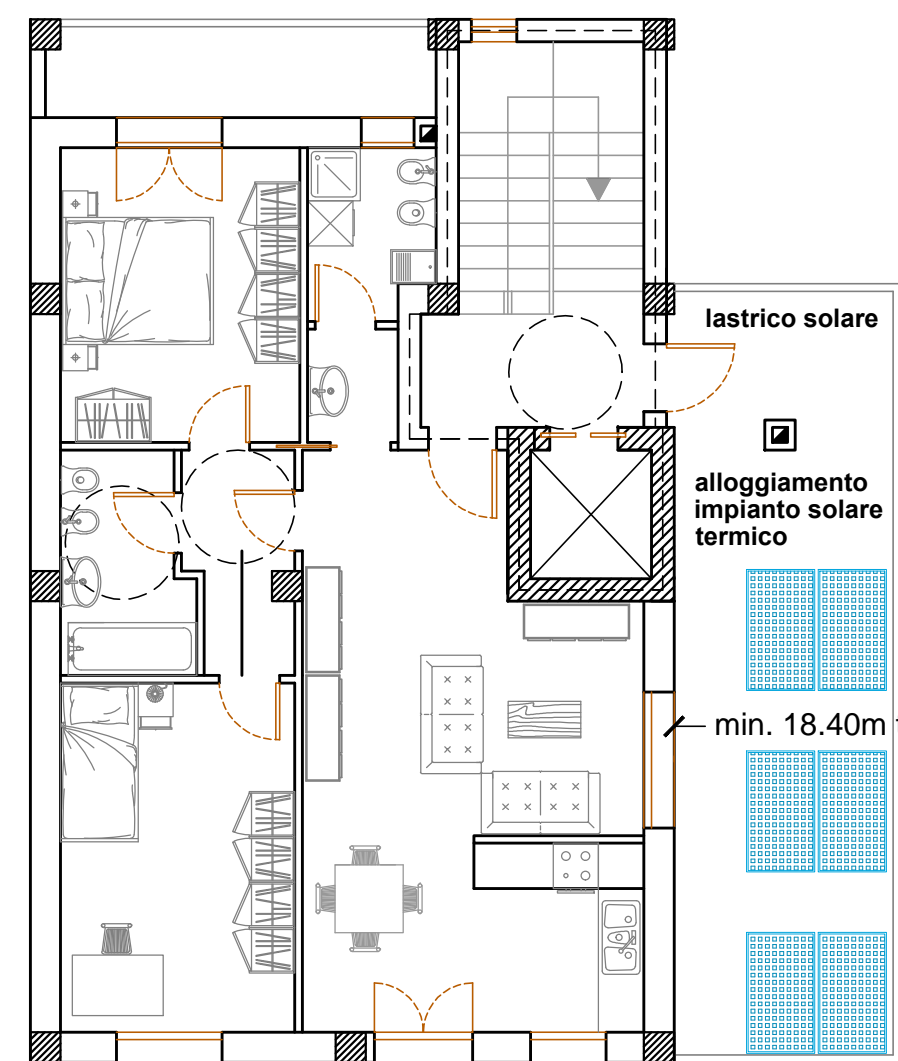 lastrico solare
alloggiamento
impianto solare
termico
min. 18.40m